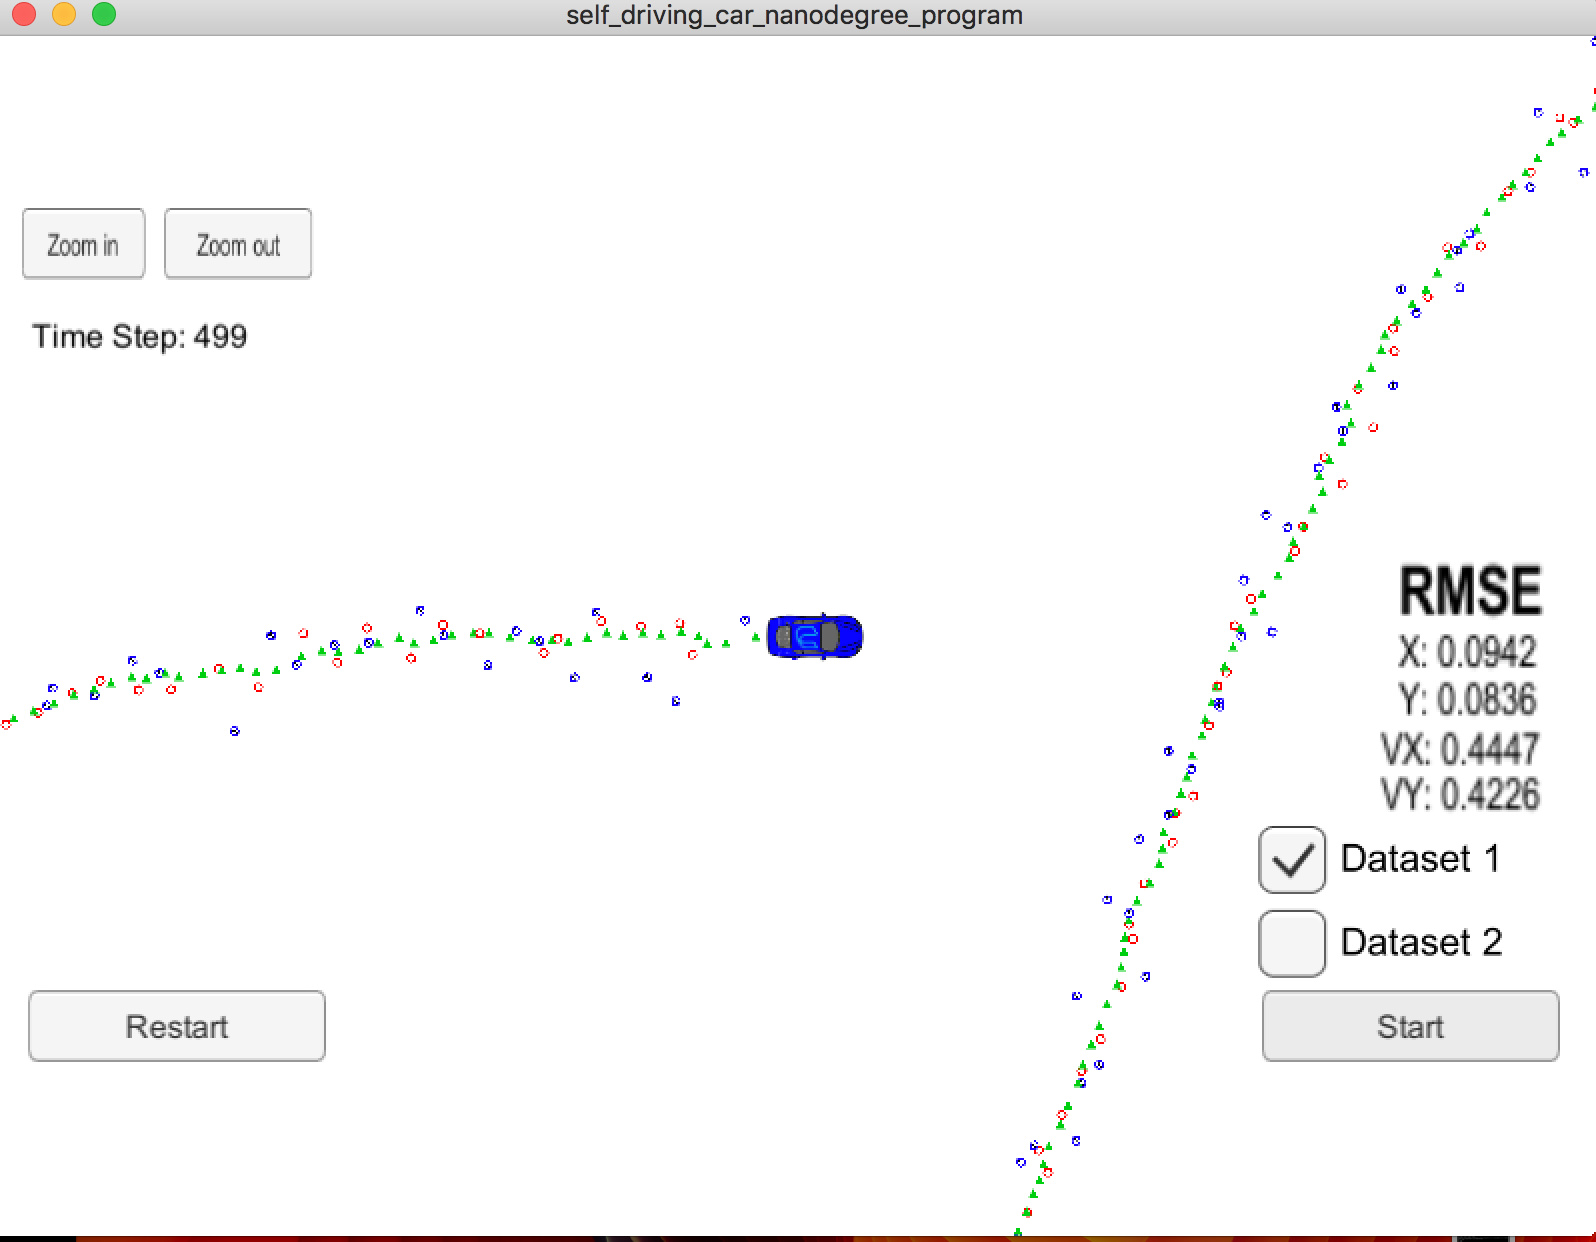 self_driving_car_nanodegree_program
Zoom in
Zoom out
Time Step: 499
RMSE
X: 0.0942
Y: 0.0836
VX: 0.4447
VY: 0.4226
Dataset 1
Dataset 2
Restart
Start